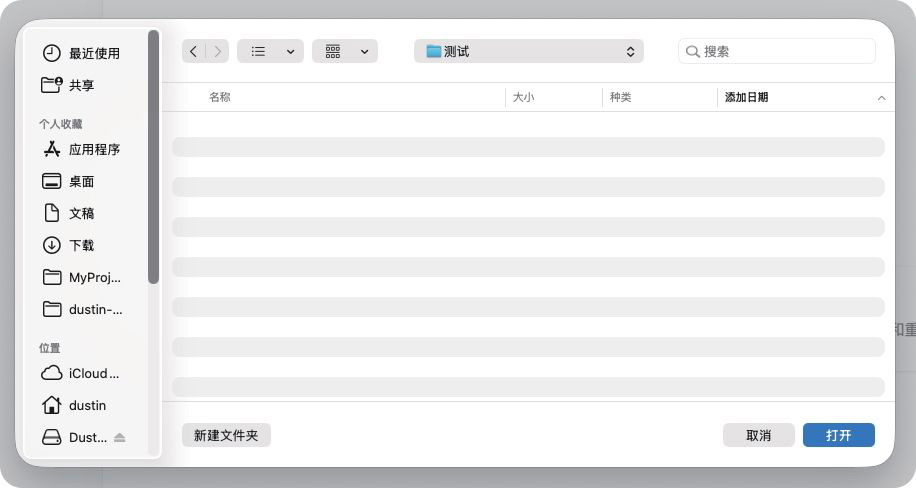 最近使用
共享
个人收藏
应用程序
桌面
文稿
下载
MyProj...
dustin-...
位置
iCloud...
dustin
Dust...
测试
搜索
名称 大小 种类 添加日期
和重
新建文件夹 取消 打开